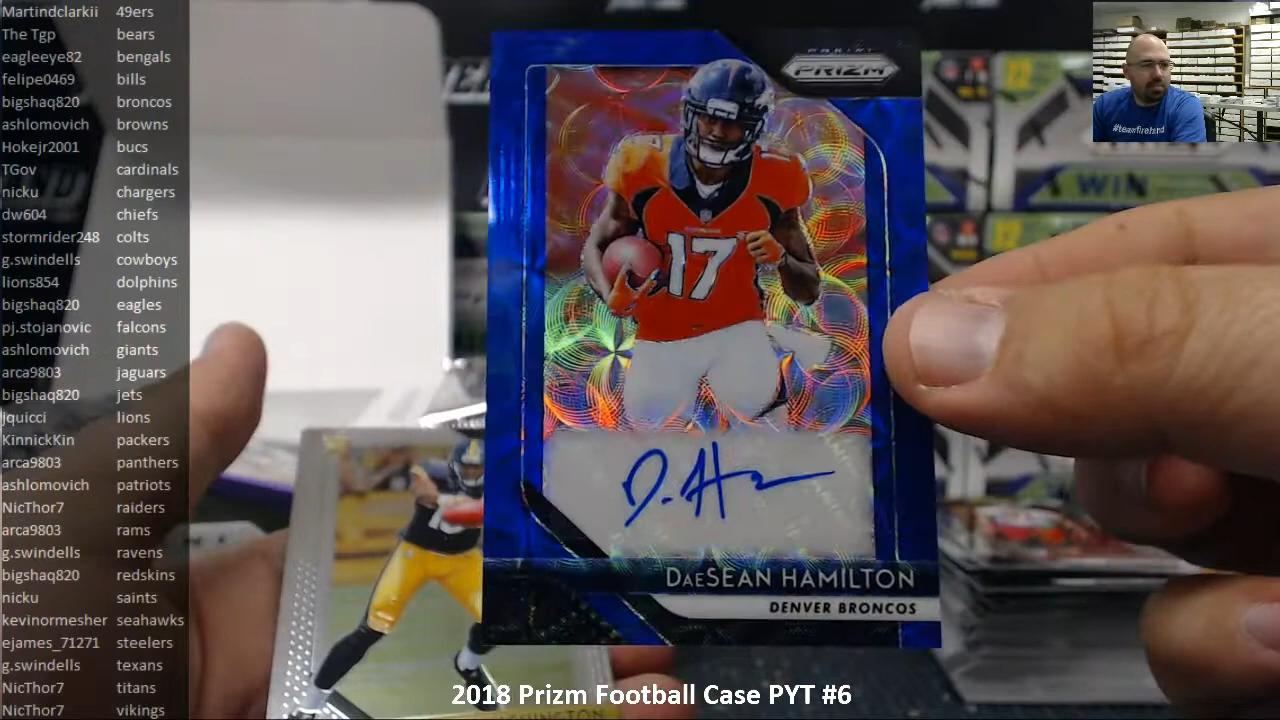 Martindclarkii 49ers
The Tgp bears
eagleeye82 bengals
felipe0469 bills
bigshaq820 broncos
ashlomovich browns
Hokejr2001 bucs
TGov cardinals
nicku chargers
dw604 chiefs
stormrider248 colts
g.swindells cowboys
lions854 dolphins
bigshaq820 eagles
pj.stojanovic falcons
ashlomovich giants
arca9803 jaguars
bigshaq820 jets
jquicci lions
KinnickKin packers
arca9803 panthers
ashlomovich patriots
NicThor7 raiders
arca9803 rams
g.swindells ravens
bigshaq820 redskins
nicku saints
kevinormesher seahawks
ejames_71271 steelers
g.swindells texans
NicThor7 titans
NicThor7 vikings
PANINI
PRIZM
17
17
D. H
DAESEAN HAMILTON
DENVER BRONCOS
#teamfireland
12
WIN
12
2018 Prizm Football Case PYT #6